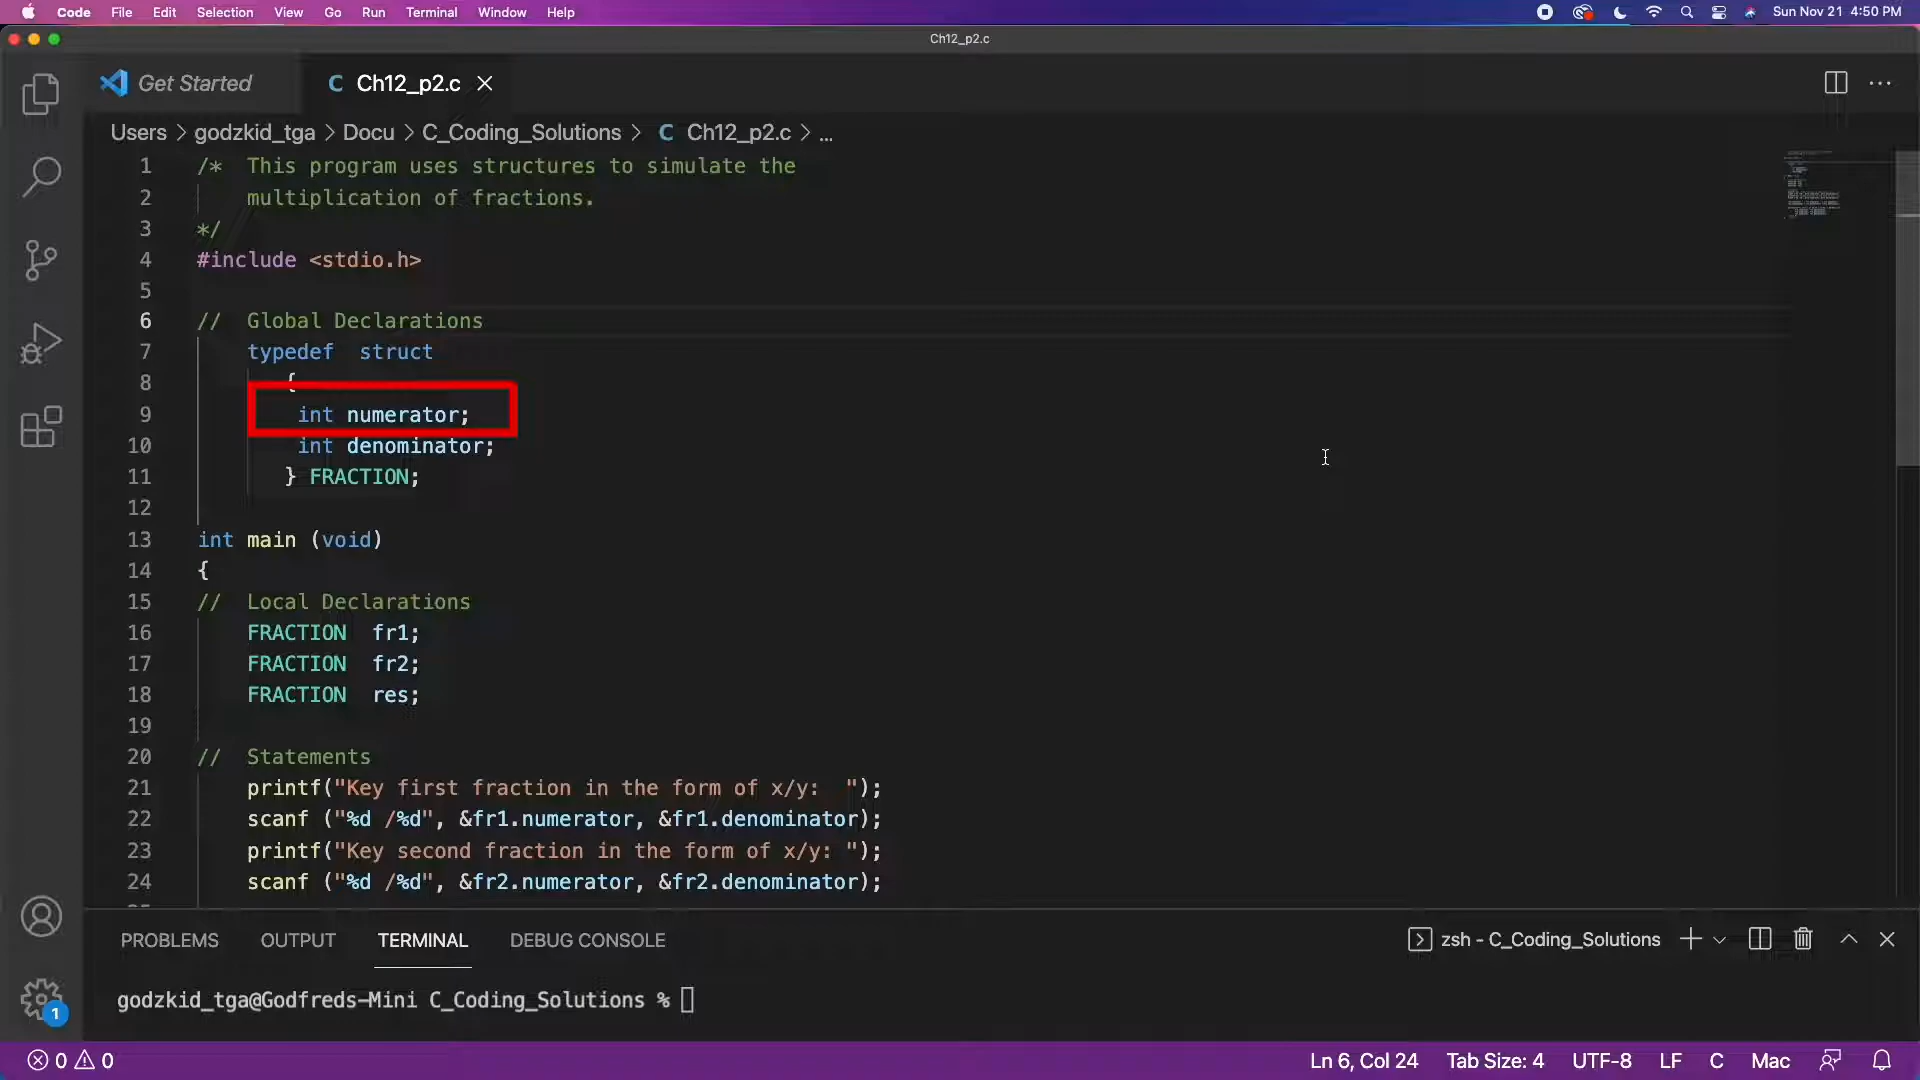 Code File Edit Selection View Go Run Terminal Window Help Sun Nov 21 4:50 PM
Ch12_p2.c
Get Started C Ch12_p2.c
Users > godzkid_tga > Docu > C_Coding_Solutions > C Ch12_p2.c > ...
1 /* This program uses structures to simulate the
2 multiplication of fractions.
3 */
4 #include <stdio.h>
5
6 // Global Declarations
7 typedef struct
8 {
9 int numerator;
10 int denominator;
11 } FRACTION;
12
13 int main (void)
14 {
15 // Local Declarations
16 FRACTION fr1;
17 FRACTION fr2;
18 FRACTION res;
19
20 // Statements
21 printf("Key first fraction in the form of x/y:  ");
22 scanf ("%d /%d", &fr1.numerator, &fr1.denominator);
23 printf("Key second fraction in the form of x/y: ");
24 scanf ("%d /%d", &fr2.numerator, &fr2.denominator);
PROBLEMS OUTPUT TERMINAL DEBUG CONSOLE zsh - C_Coding_Solutions
godzkid_tga@Godfreds-Mini C_Coding_Solutions %
1
0 0 Ln 6, Col 24 Tab Size: 4 UTF-8 LF C Mac